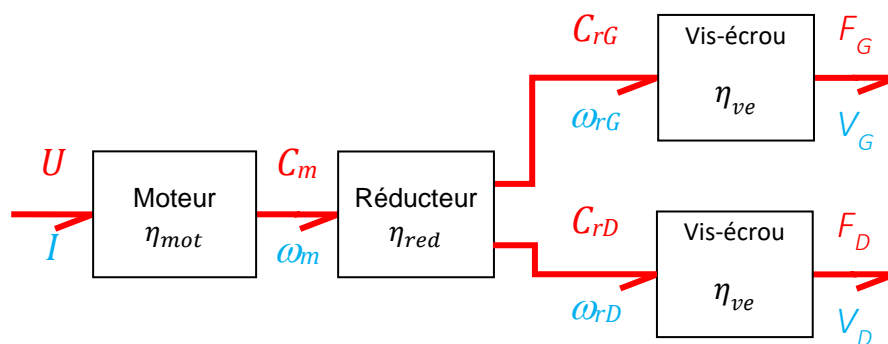 U
I
Moteur
η_mot
C_m
ω_m
Réducteur
η_red
C_rG
ω_rG
Vis-écrou
η_ve
F_G
V_G
C_rD
ω_rD
Vis-écrou
η_ve
F_D
V_D